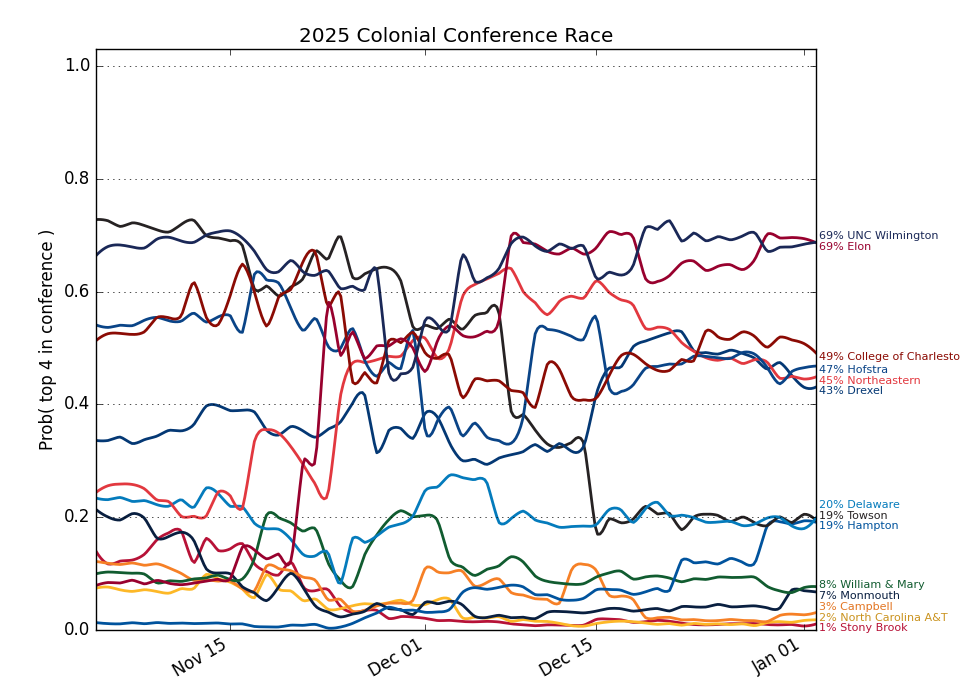 2025 Colonial Conference Race
Prob( top 4 in conference )
1.0
0.8
0.6
0.4
0.2
0.0
Nov 15
Dec 01
Dec 15
Jan 01
69% UNC Wilmington
69% Elon
49% College of Charlesto
47% Hofstra
45% Northeastern
43% Drexel
20% Delaware
19% Towson
19% Hampton
8% William & Mary
7% Monmouth
3% Campbell
2% North Carolina A&T
1% Stony Brook